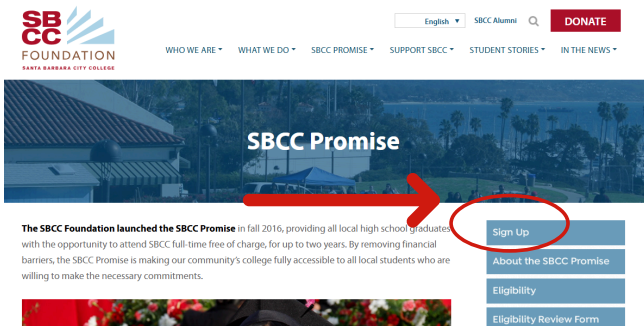 SB
CC
FOUNDATION
SANTA BARBARA CITY COLLEGE
English ▼ SBCC Alumni DONATE
WHO WE ARE ▾ WHAT WE DO ▾ SBCC PROMISE ▾ SUPPORT SBCC ▾ STUDENT STORIES ▾ IN THE NEWS ▾
SBCC Promise
The SBCC Foundation launched the SBCC Promise in fall 2016, providing all local high school graduates
with the opportunity to attend SBCC full-time free of charge, for up to two years. By removing financial
barriers, the SBCC Promise is making our community's college fully accessible to all local students who are
willing to make the necessary commitments.
Sign Up
About the SBCC Promise
Eligibility
Eligibility Review Form